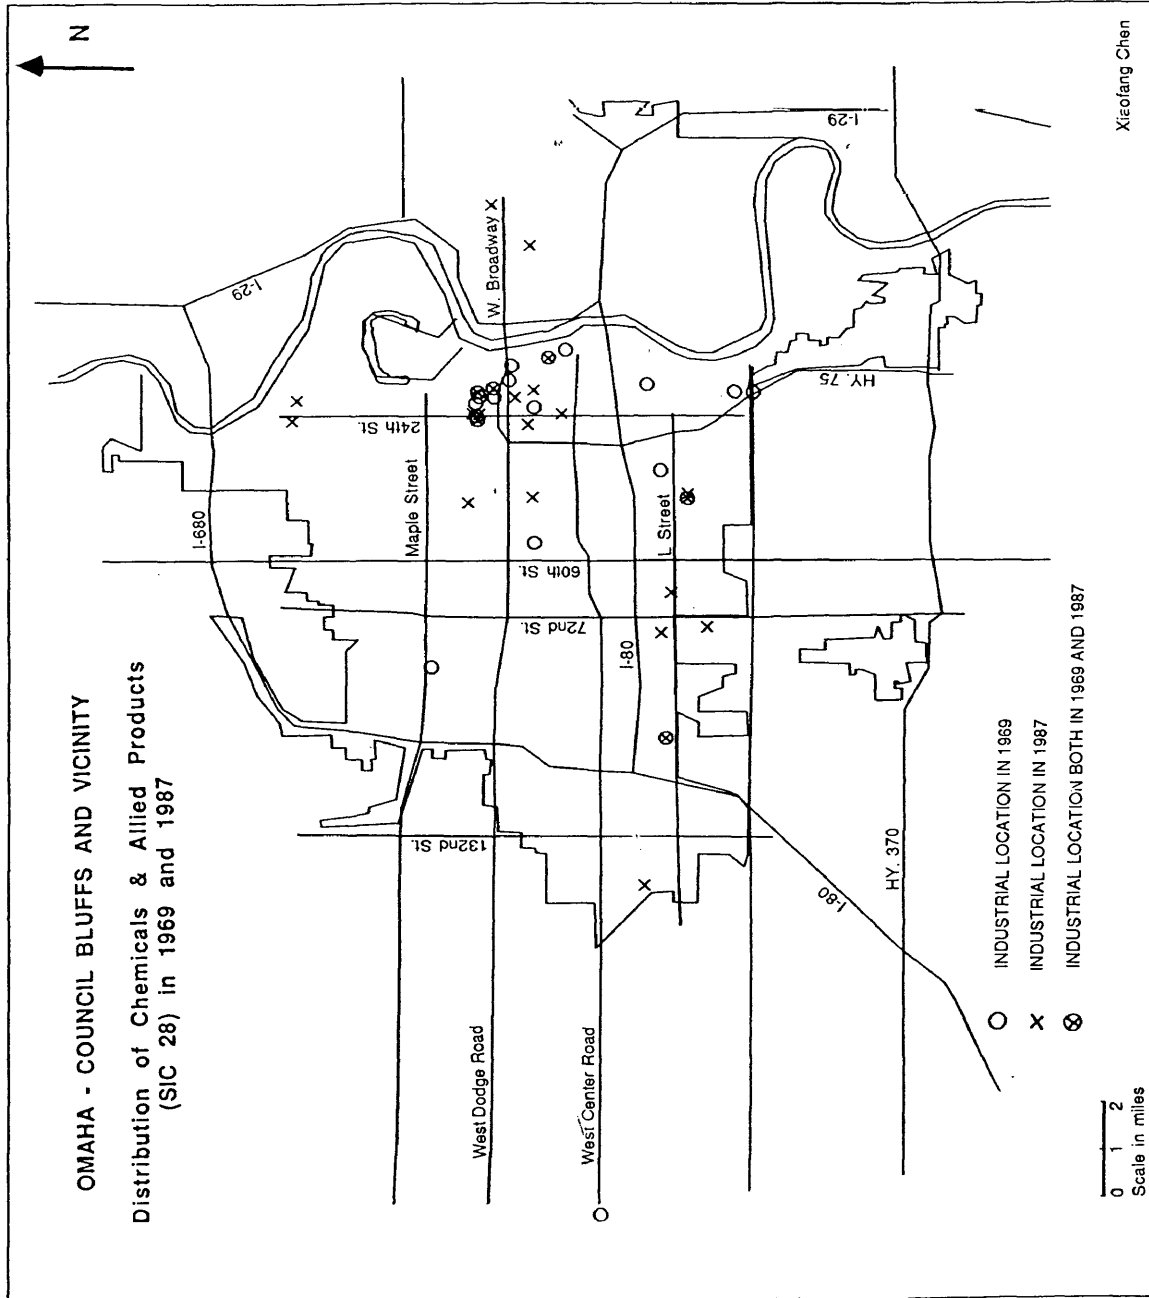 OMAHA - COUNCIL BLUFFS AND VICINITY
Distribution of Chemicals & Allied Products
(SIC 28) in 1969 and 1987
N
I-680
I-29
Maple Street
24th St.
W. Broadway
60th St.
72nd St.
132nd St.
West Dodge Road
West Center Road
I-80
L Street
I-29
HY. 75
HY. 370
I-80
INDUSTRIAL LOCATION IN 1969
INDUSTRIAL LOCATION IN 1987
INDUSTRIAL LOCATION BOTH IN 1969 AND 1987
0 1 2
Scale in miles
Xiaofang Chen